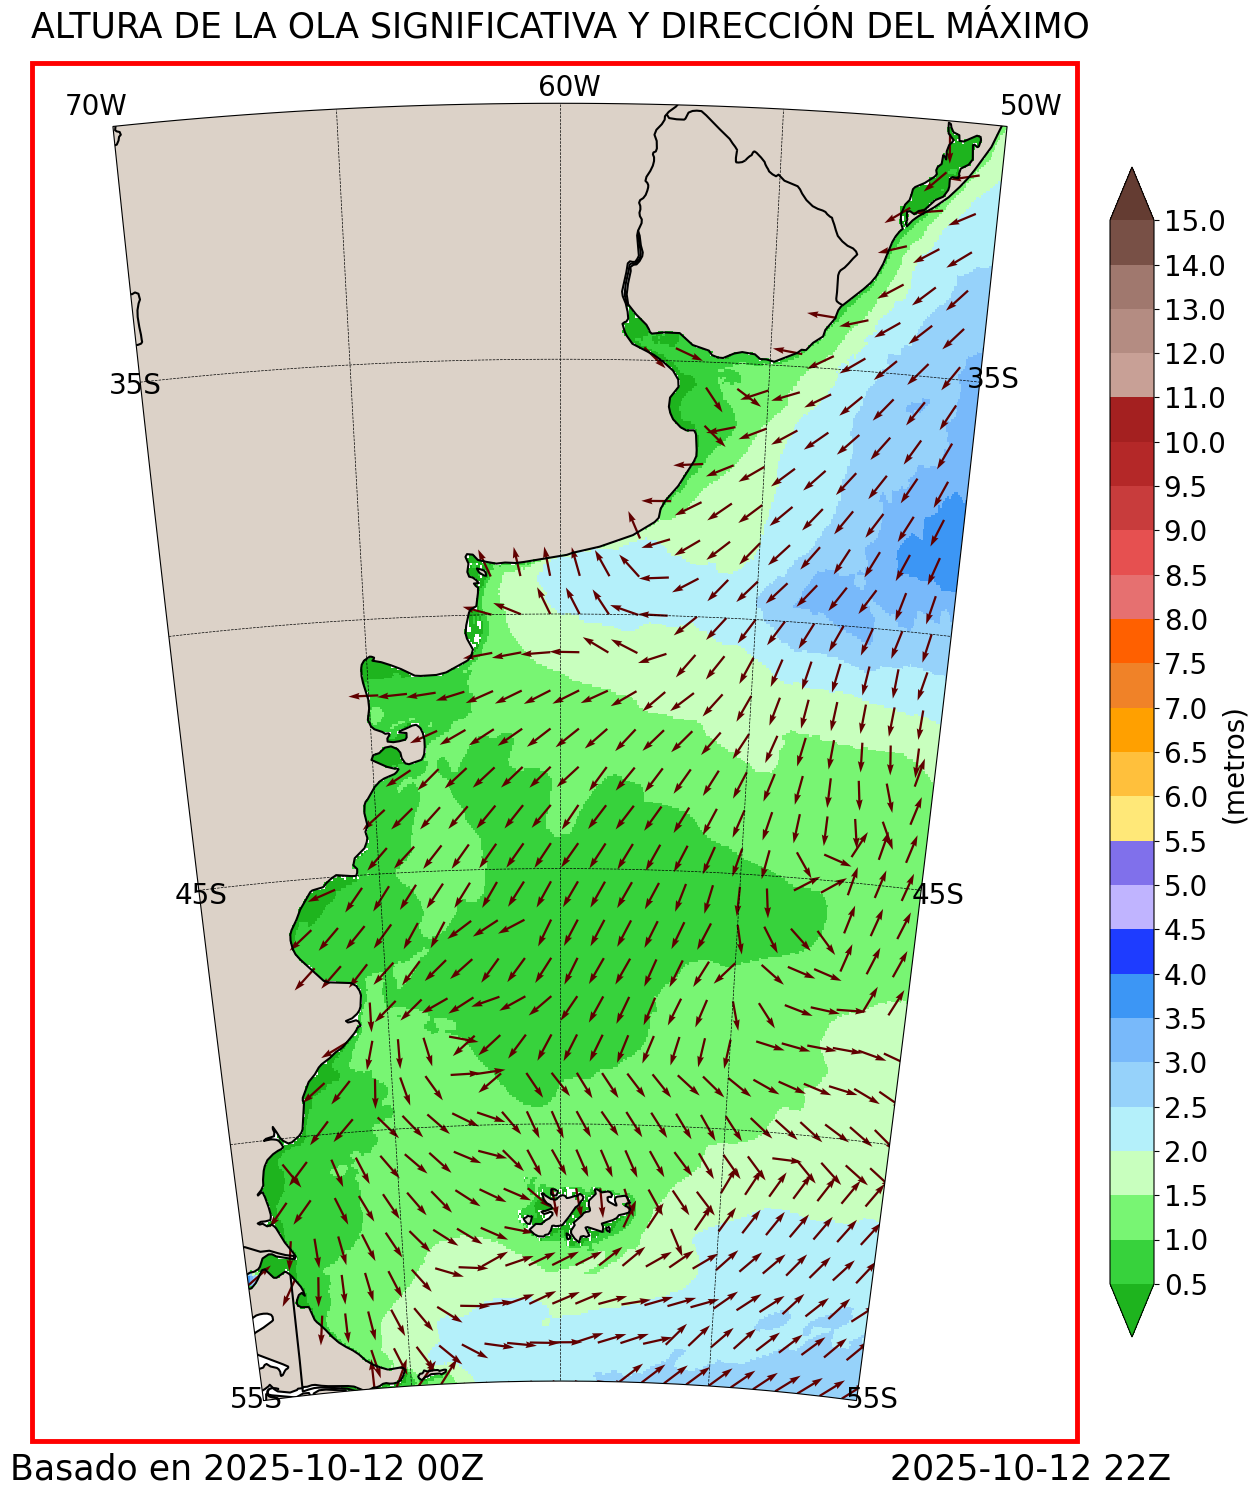 ALTURA DE LA OLA SIGNIFICATIVA Y DIRECCIÓN DEL MÁXIMO
70W
60W
50W
35S
35S
45S
45S
55S
55S
15.0
14.0
13.0
12.0
11.0
10.0
9.5
9.0
8.5
8.0
7.5
7.0
6.5
6.0
5.5
5.0
4.5
4.0
3.5
3.0
2.5
2.0
1.5
1.0
0.5
(metros)
Basado en 2025-10-12 00Z
2025-10-12 22Z